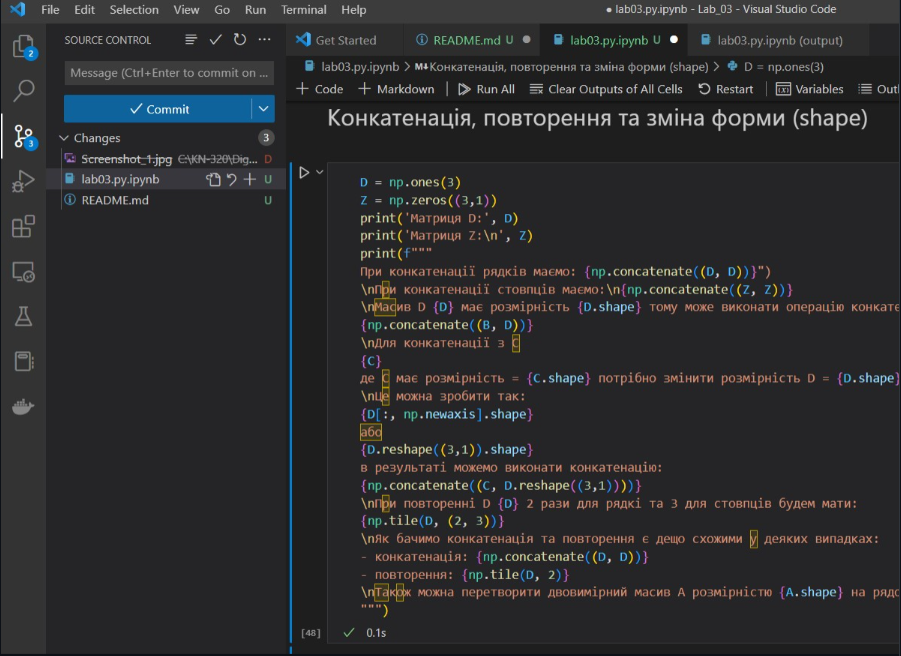 File Edit Selection View Go Run Terminal Help
● lab03.py.ipynb - Lab_03 - Visual Studio Code
SOURCE CONTROL
Get Started
README.md U ●
lab03.py.ipynb U ●
lab03.py.ipynb (output)
lab03.py.ipynb > M↓Конкатенація, повторення та зміна форми (shape) > D = np.ones(3)
Message (Ctrl+Enter to commit on ...
+ Code + Markdown Run All Clear Outputs of All Cells Restart Variables Out
Commit
Changes 3
Screenshot_1.jpg C:\KN-320\Dig... D
lab03.py.ipynb U
README.md U
2
3
Конкатенація, повторення та зміна форми (shape)
D = np.ones(3)
Z = np.zeros((3,1))
print('Матриця D:', D)
print('Матриця Z:\n', Z)
print(f"""
При конкатенації рядків маємо: {np.concatenate((D, D))}")
\nПри конкатенації стовпців маємо:\n{np.concatenate((Z, Z))}
\nМасив D {D} має розмірність {D.shape} тому може виконати операцію конкате
{np.concatenate((B, D))}
\nДля конкатенації з C
{C}
де C має розмірність = {C.shape} потрібно змінити розмірність D = {D.shape}
\nЦе можна зробити так:
{D[:, np.newaxis].shape}
або
{D.reshape((3,1)).shape}
в результаті можемо виконати конкатенацію:
{np.concatenate((C, D.reshape((3,1))))}
\nПри повторенні D {D} 2 рази для рядкі та 3 для стовпців будем мати:
{np.tile(D, (2, 3))}
\nЯк бачимо конкатенація та повторення є дещо схожими у деяких випадках:
- конкатенація: {np.concatenate((D, D))}
- повторення: {np.tile(D, 2)}
\nТакож можна перетворити двовимірний масив А розмірністю {A.shape} на рядо
""")
[48] ✓ 0.1s